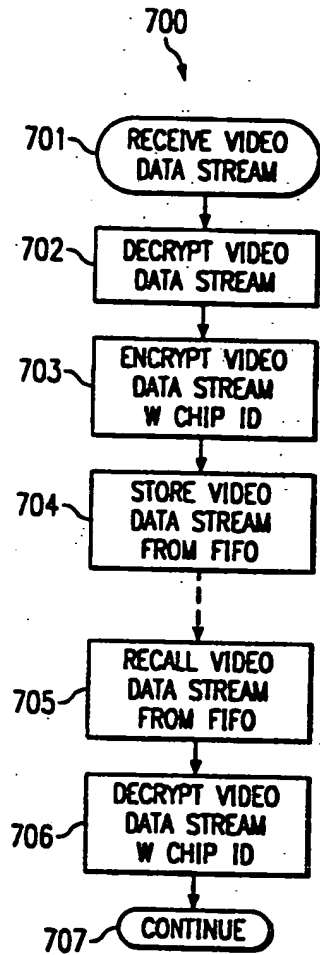 700
701
RECEIVE VIDEO
DATA STREAM
702
DECRYPT VIDEO
DATA STREAM
703
ENCRYPT VIDEO
DATA STREAM
W CHIP ID
704
STORE VIDEO
DATA STREAM
FROM FIFO
705
RECALL VIDEO
DATA STREAM
FROM FIFO
706
DECRYPT VIDEO
DATA STREAM
W CHIP ID
707
CONTINUE